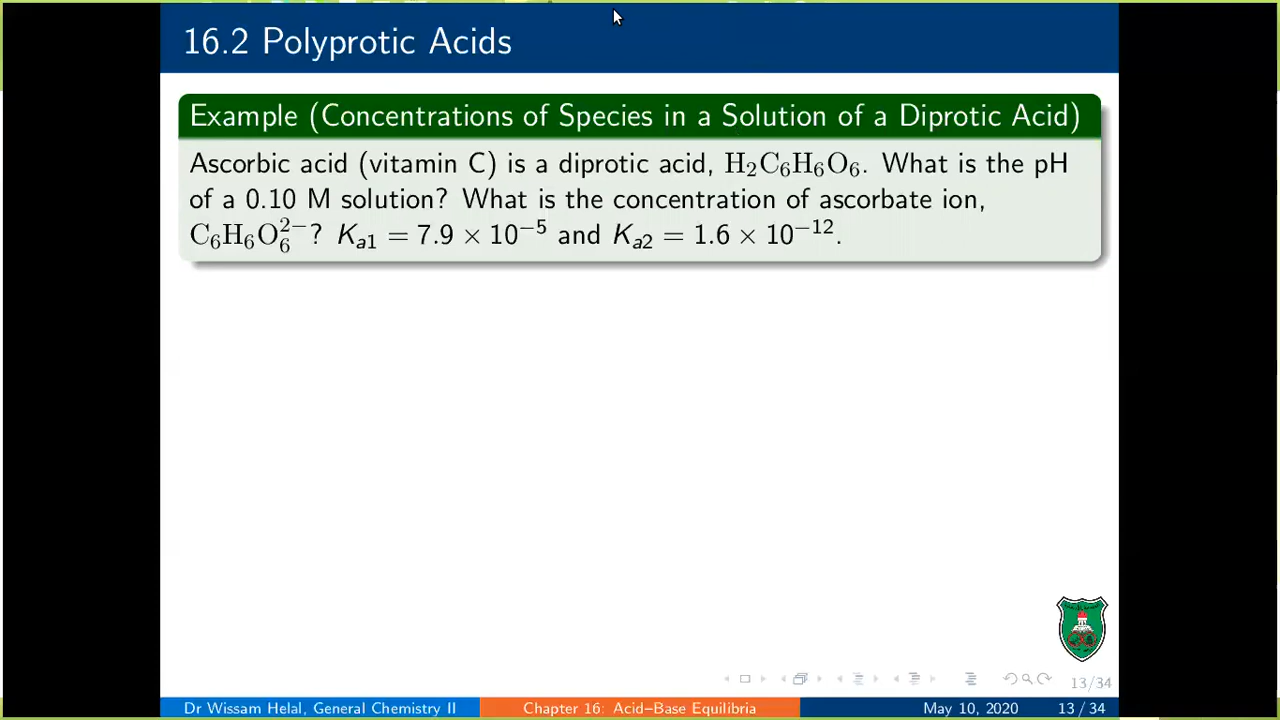 16.2 Polyprotic Acids
Example (Concentrations of Species in a Solution of a Diprotic Acid)
Ascorbic acid (vitamin C) is a diprotic acid, H₂C₆H₆O₆. What is the pH
of a 0.10 M solution? What is the concentration of ascorbate ion,
C₆H₆O₆²⁻? Kₐ₁ = 7.9 × 10⁻⁵ and Kₐ₂ = 1.6 × 10⁻¹².
13/34
Dr Wissam Helal, General Chemistry II Chapter 16: Acid–Base Equilibria May 10, 2020 13 / 34